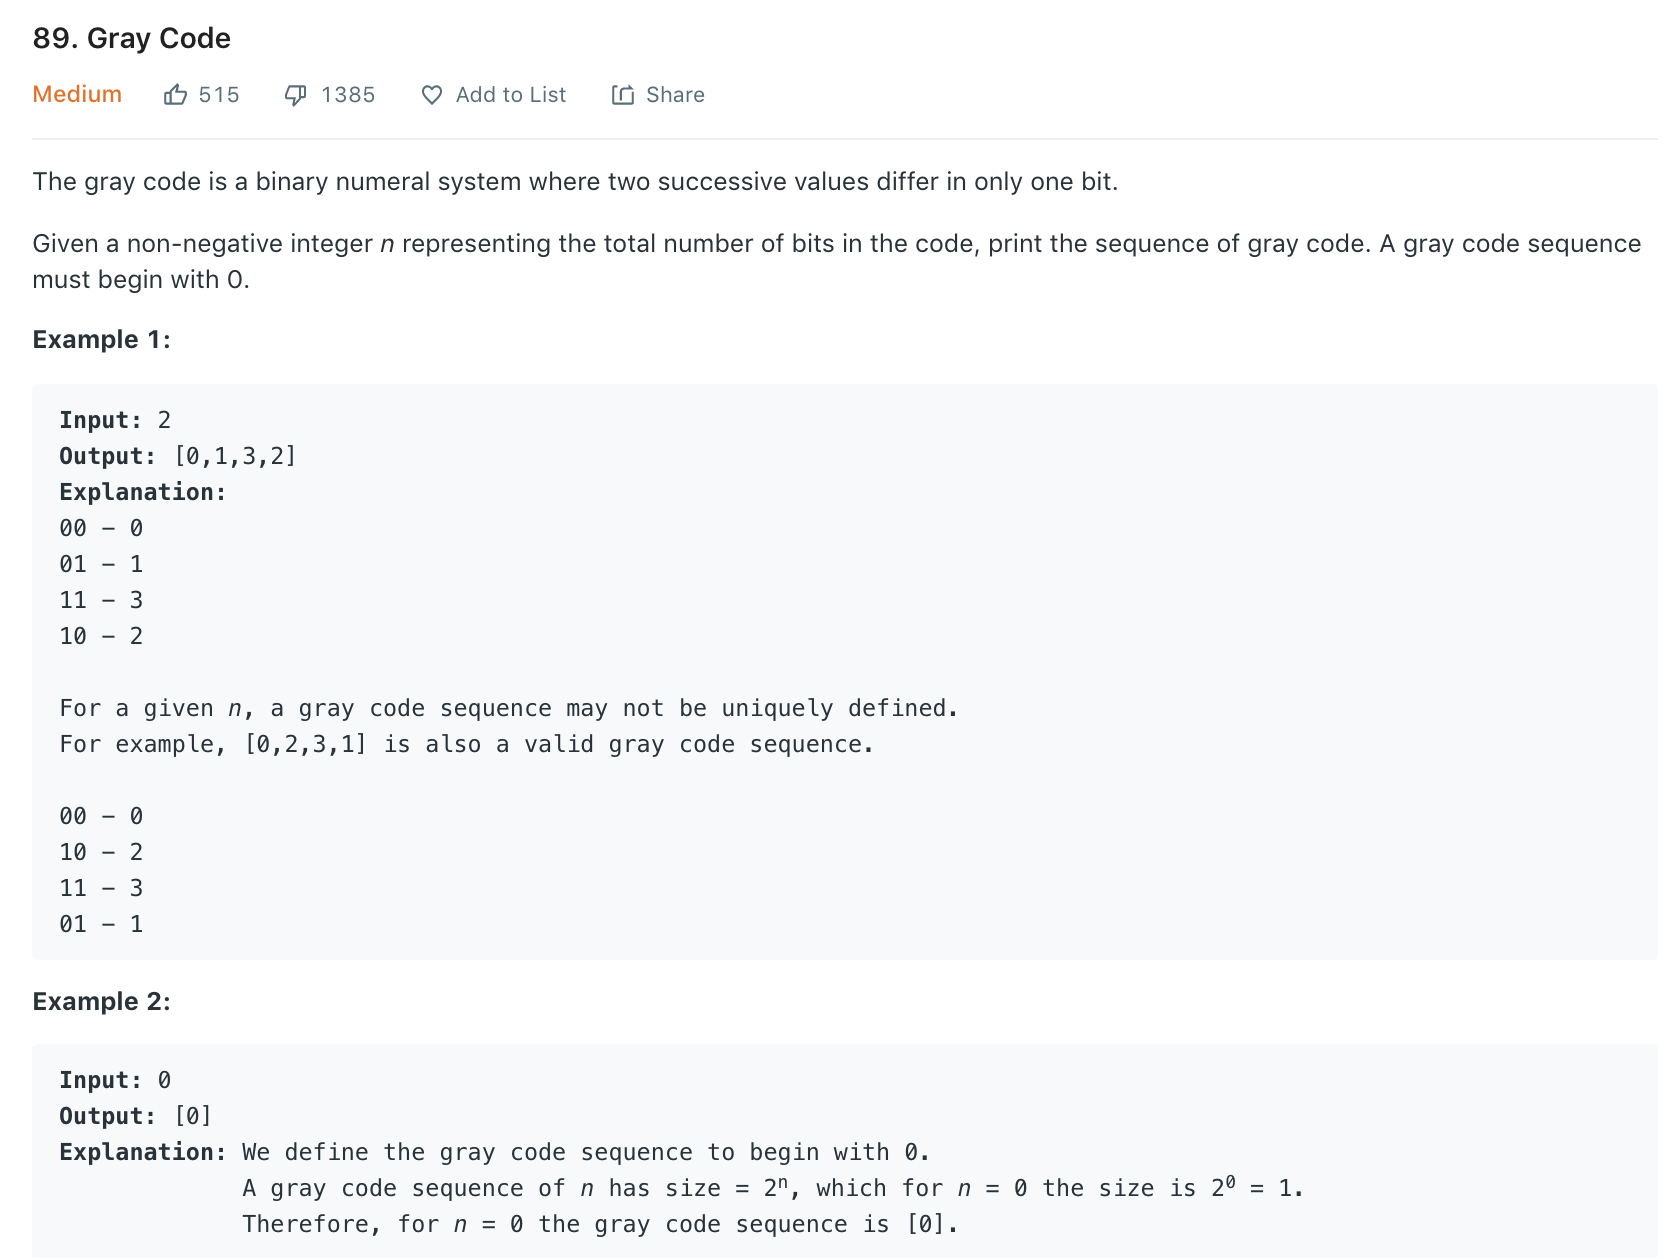 89. Gray Code
Medium 515 1385 Add to List Share
The gray code is a binary numeral system where two successive values differ in only one bit.
Given a non-negative integer n representing the total number of bits in the code, print the sequence of gray code. A gray code sequence
must begin with 0.
Example 1:
Input: 2
Output: [0,1,3,2]
Explanation:
00 - 0
01 - 1
11 - 3
10 - 2
For a given n, a gray code sequence may not be uniquely defined.
For example, [0,2,3,1] is also a valid gray code sequence.
00 - 0
10 - 2
11 - 3
01 - 1
Example 2:
Input: 0
Output: [0]
Explanation: We define the gray code sequence to begin with 0.
A gray code sequence of n has size = 2ⁿ, which for n = 0 the size is 2⁰ = 1.
Therefore, for n = 0 the gray code sequence is [0].